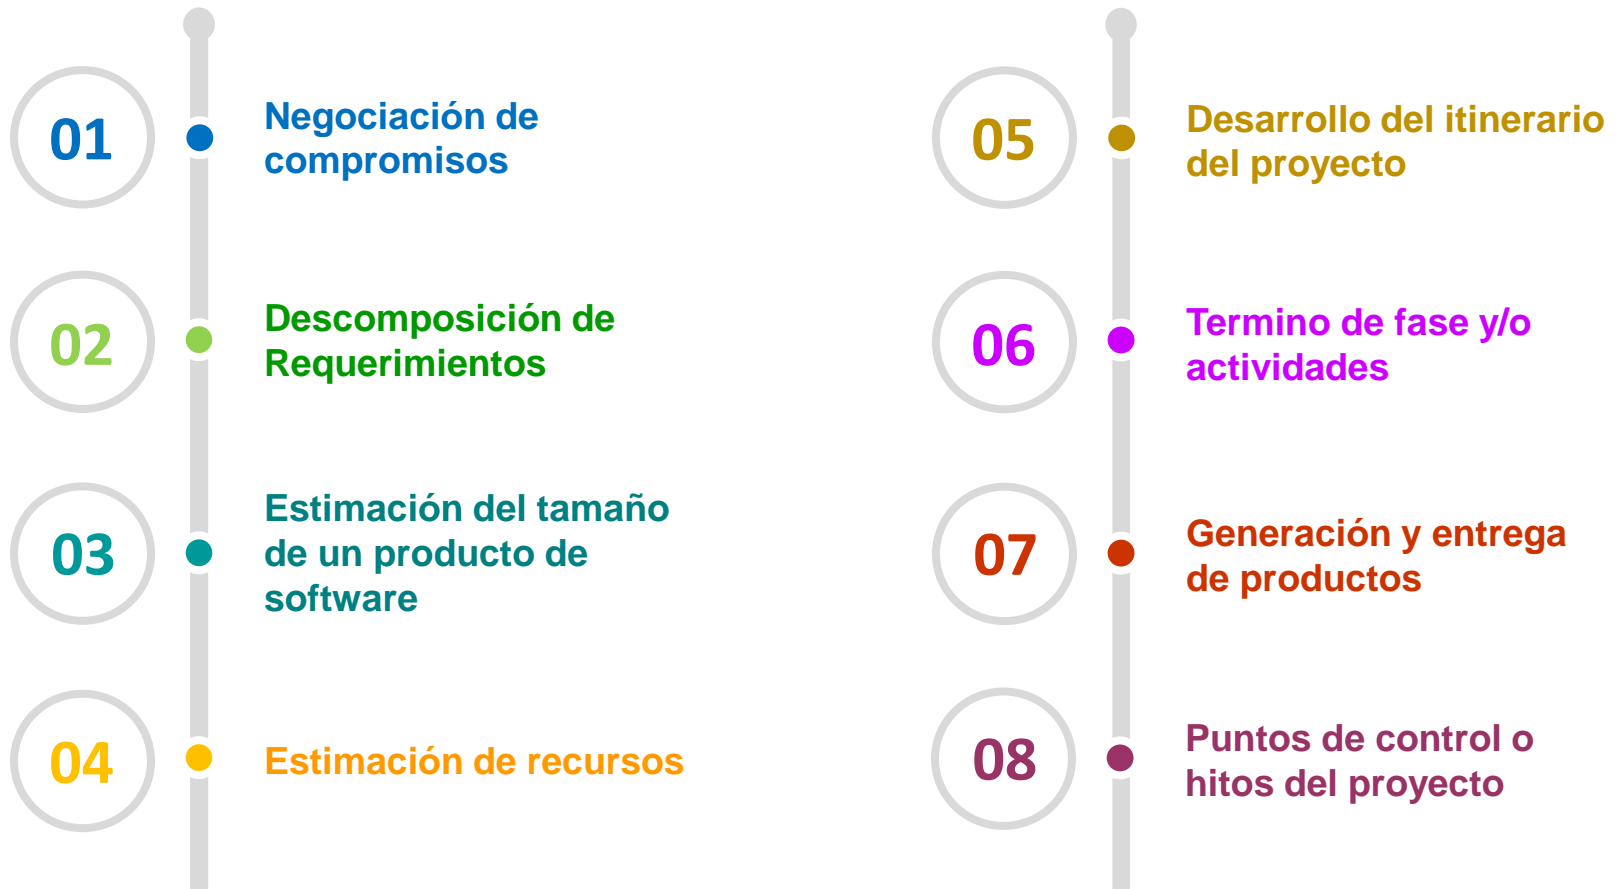 01
Negociación de
compromisos
02
Descomposición de
Requerimientos
03
Estimación del tamaño
de un producto de
software
04
Estimación de recursos
05
Desarrollo del itinerario
del proyecto
06
Termino de fase y/o
actividades
07
Generación y entrega
de productos
08
Puntos de control o
hitos del proyecto